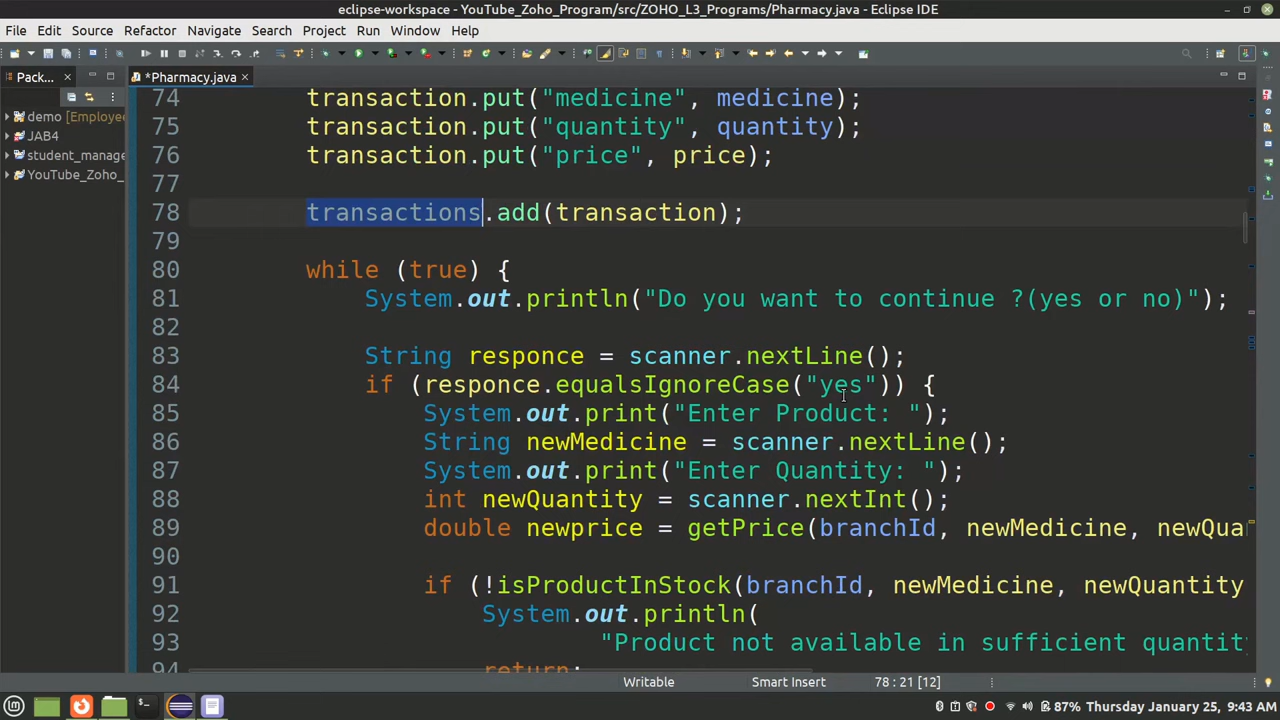 eclipse-workspace - YouTube_Zoho_Program/src/ZOHO_L3_Programs/Pharmacy.java - Eclipse IDE
File Edit Source Refactor Navigate Search Project Run Window Help
Pack... × *Pharmacy.java ×
demo [Employee
JAB4
student_manage
YouTube_Zoho_
74 transaction.put("medicine", medicine);
75 transaction.put("quantity", quantity);
76 transaction.put("price", price);
77
78 transactions.add(transaction);
79
80 while (true) {
81 System.out.println("Do you want to continue ?(yes or no)");
82
83 String responce = scanner.nextLine();
84 if (responce.equalsIgnoreCase("yes")) {
85 System.out.print("Enter Product: ");
86 String newMedicine = scanner.nextLine();
87 System.out.print("Enter Quantity: ");
88 int newQuantity = scanner.nextInt();
89 double newprice = getPrice(branchId, newMedicine, newQua
90
91 if (!isProductInStock(branchId, newMedicine, newQuantity
92 System.out.println(
93 "Product not available in sufficient quantit
94 return;
Writable Smart Insert 78 : 21 [12]
87% Thursday January 25, 9:43 AM